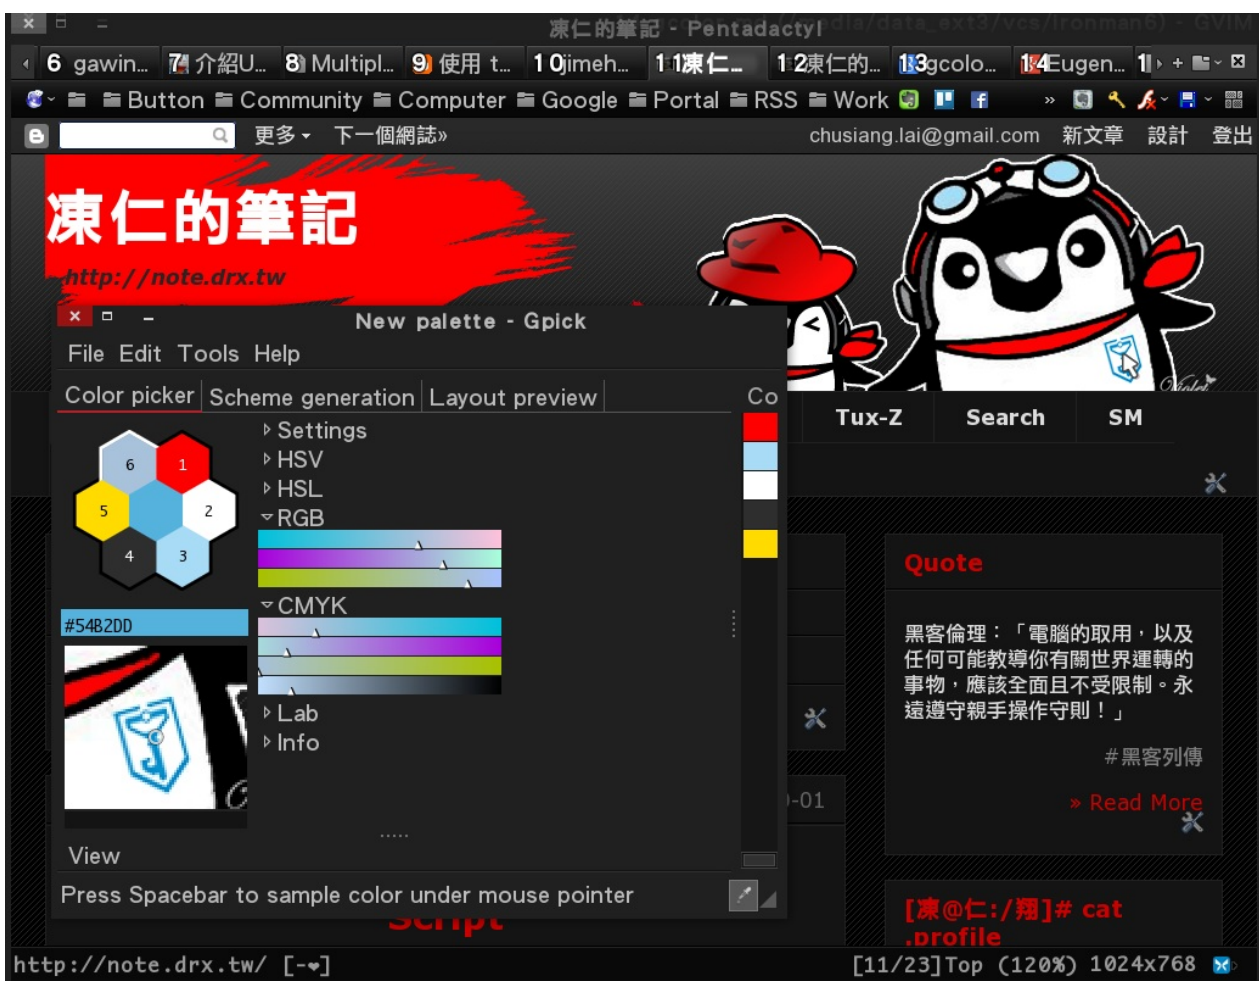 凍仁的筆記 - Pentadactyl
6 gawin... 7 介紹U... 8 Multipl... 9 使用 t... 10 jimeh... 11 凍仁... 12 凍仁的... 13 gcolo... 14 Eugen...
Button Community Computer Google Portal RSS Work »
更多 下一個網誌» chusiang.lai@gmail.com 新文章 設計 登出
凍仁的筆記
http://note.drx.tw
Violet
New palette - Gpick
File Edit Tools Help
Color picker Scheme generation Layout preview Co
Tux-Z Search SM
Settings
HSV
HSL
RGB
CMYK
Lab
Info
6 1
5 2
4 3
#54B2DD
View
Press Spacebar to sample color under mouse pointer
Quote
黑客倫理：「電腦的取用，以及
任何可能教導你有關世界運轉的
事物，應該全面且不受限制。永
遠遵守親手操作守則！」
#黑客列傳
» Read More
-01
Script
[凍@仁:/翔]# cat
.profile
http://note.drx.tw/ [-❤] [11/23]Top (120%) 1024x768